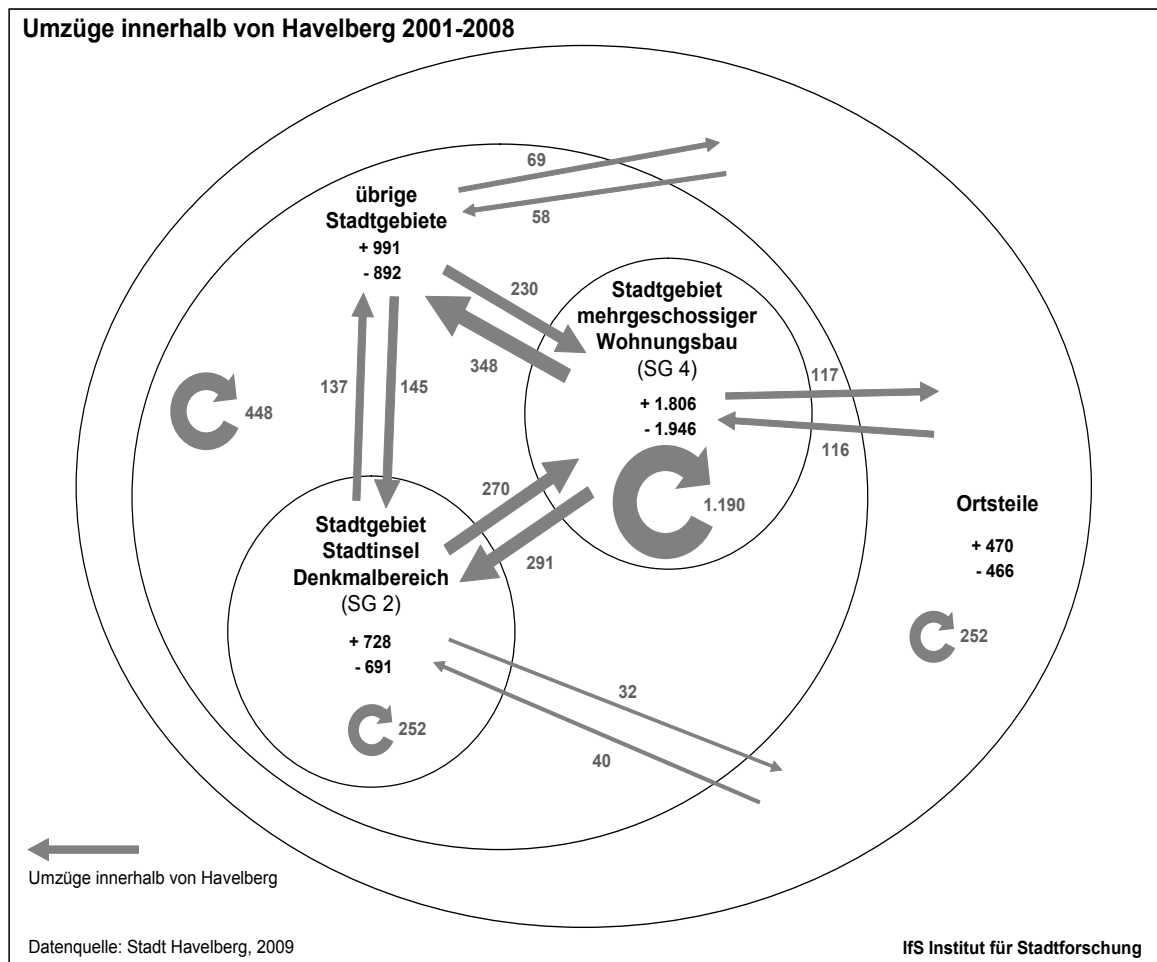 Umzüge innerhalb von Havelberg 2001-2008
69
58
übrige
Stadtgebiete
+ 991
- 892
230
348
Stadtgebiet
mehrgeschossiger
Wohnungsbau
(SG 4)
+ 1.806
- 1.946
1.190
117
116
448
137
145
270
291
Stadtgebiet
Stadtinsel
Denkmalbereich
(SG 2)
+ 728
- 691
252
Ortsteile
+ 470
- 466
252
32
40
Umzüge innerhalb von Havelberg
Datenquelle: Stadt Havelberg, 2009
IfS Institut für Stadtforschung